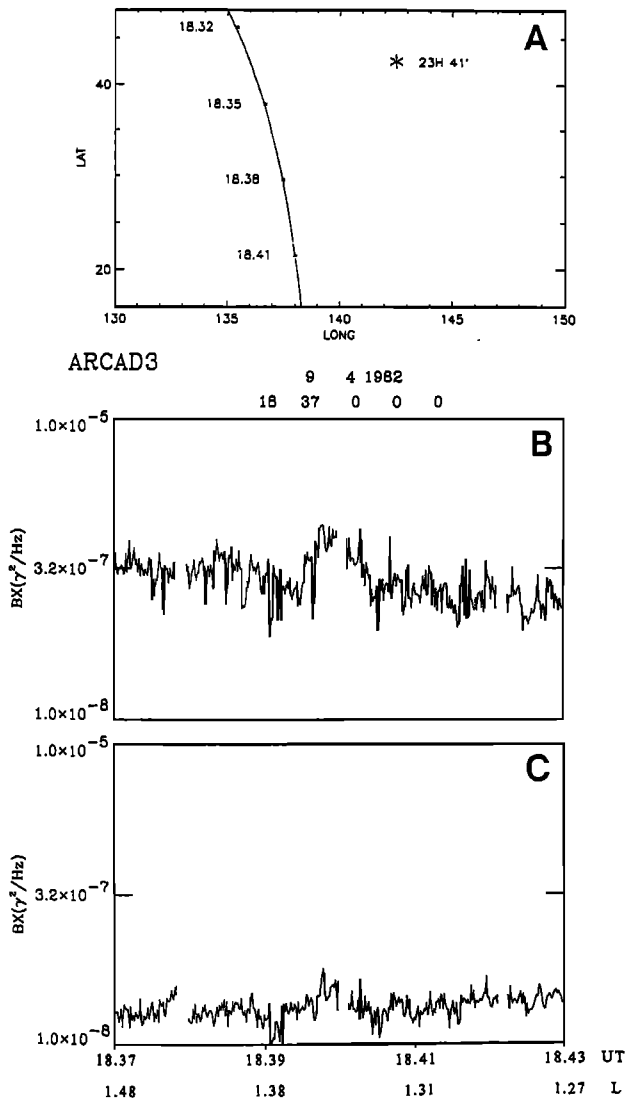 A
18.32
✳ 23H 41'
40
18.35
LAT
18.38
18.41
20
130 135 140 145 150
LONG
ARCAD3
9 4 1982
18 37 0 0 0
1.0×10⁻⁵
B
BX(γ²/Hz)
3.2×10⁻⁷
1.0×10⁻⁸
1.0×10⁻⁵
C
BX(γ²/Hz)
3.2×10⁻⁷
1.0×10⁻⁸
18.37 18.39 18.41 18.43 UT
1.48 1.38 1.31 1.27 L